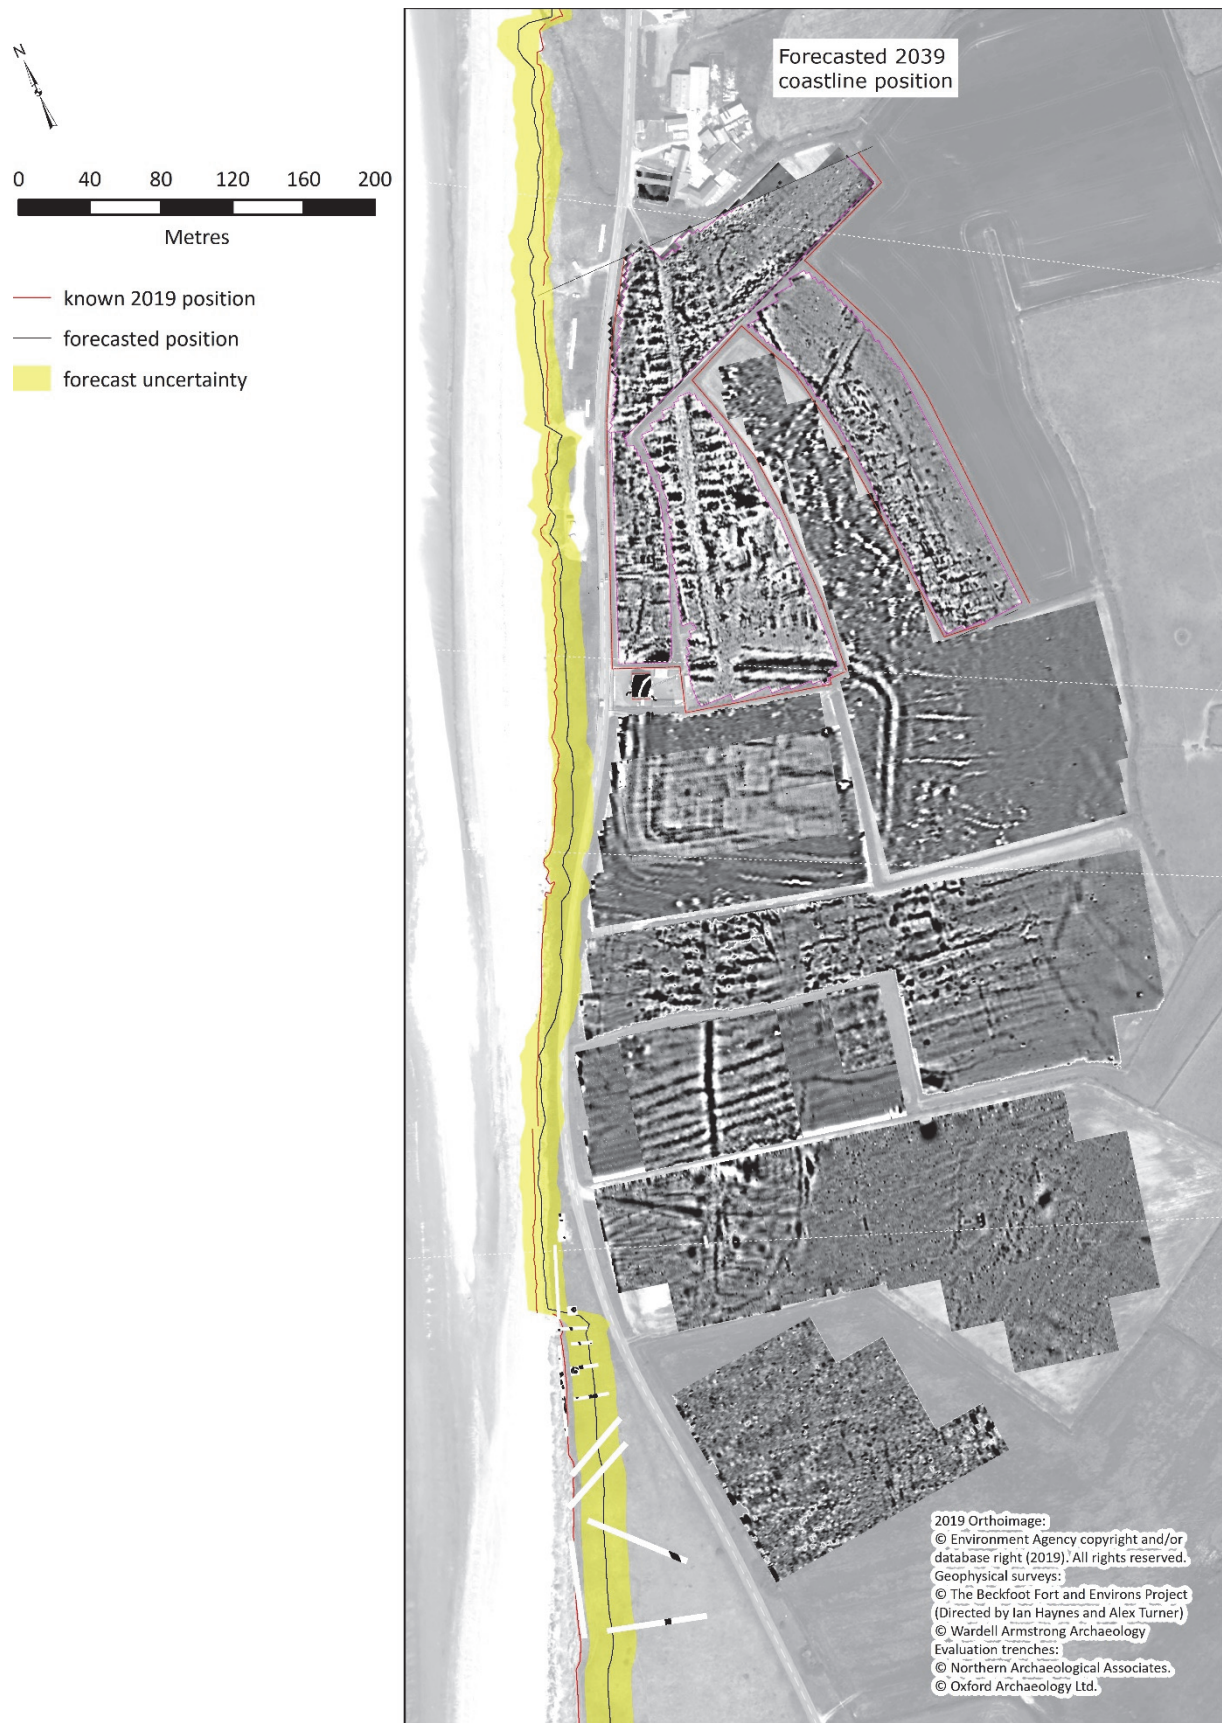 Forecasted 2039
coastline position
N
0 40 80 120 160 200
Metres
known 2019 position
forecasted position
forecast uncertainty
2019 Orthoimage:
© Environment Agency copyright and/or
database right (2019). All rights reserved.
Geophysical surveys:
© The Beckfoot Fort and Environs Project
(Directed by Ian Haynes and Alex Turner)
© Wardell Armstrong Archaeology
Evaluation trenches:
© Northern Archaeological Associates.
© Oxford Archaeology Ltd.